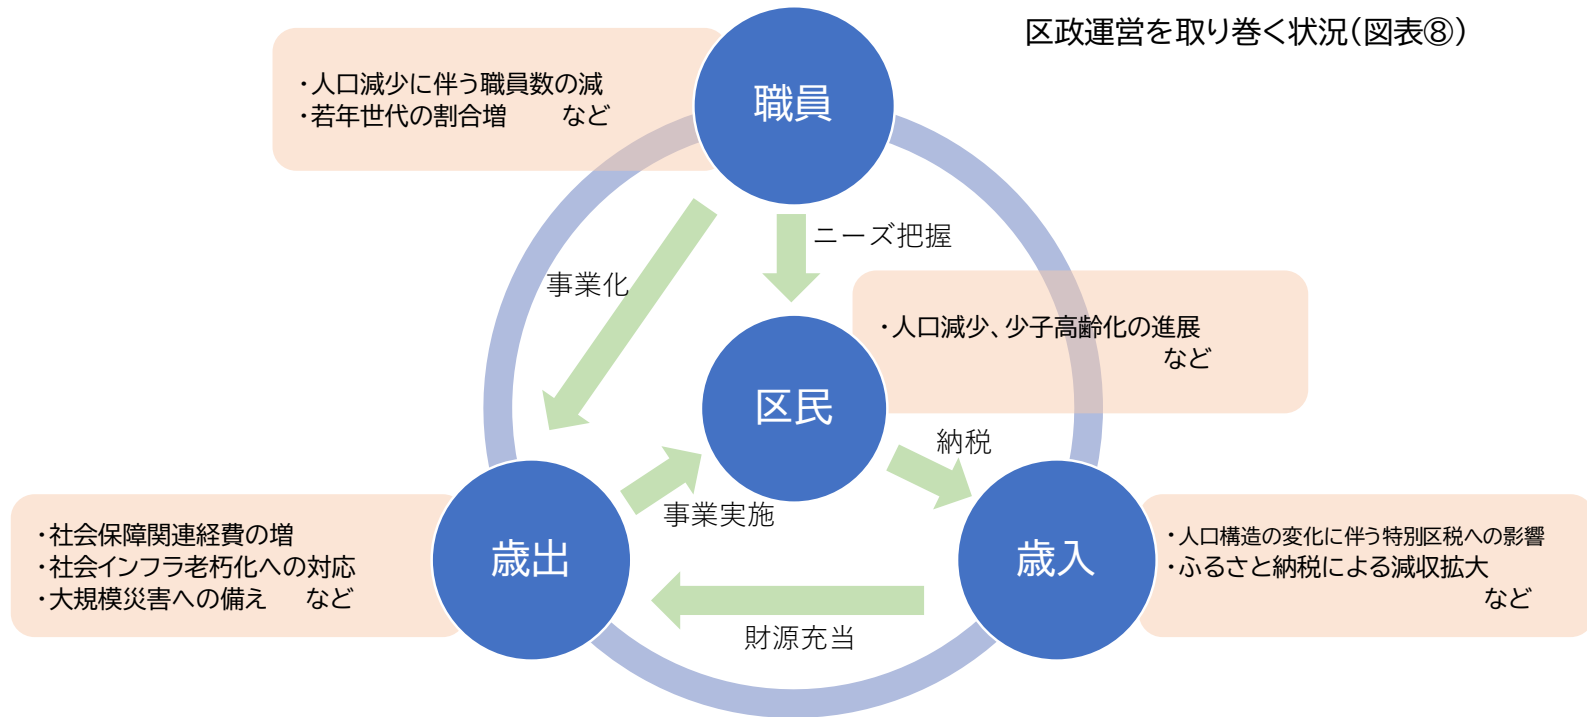 区政運営を取り巻く状況(図表⑧)
・人口減少に伴う職員数の減
・若年世代の割合増 など
職員
ニーズ把握
事業化
・人口減少、少子高齢化の進展
など
区民
納税
事業実施
・社会保障関連経費の増
・社会インフラ老朽化への対応
・大規模災害への備え など
歳出
歳入
・人口構造の変化に伴う特別区税への影響
・ふるさと納税による減収拡大
など
財源充当